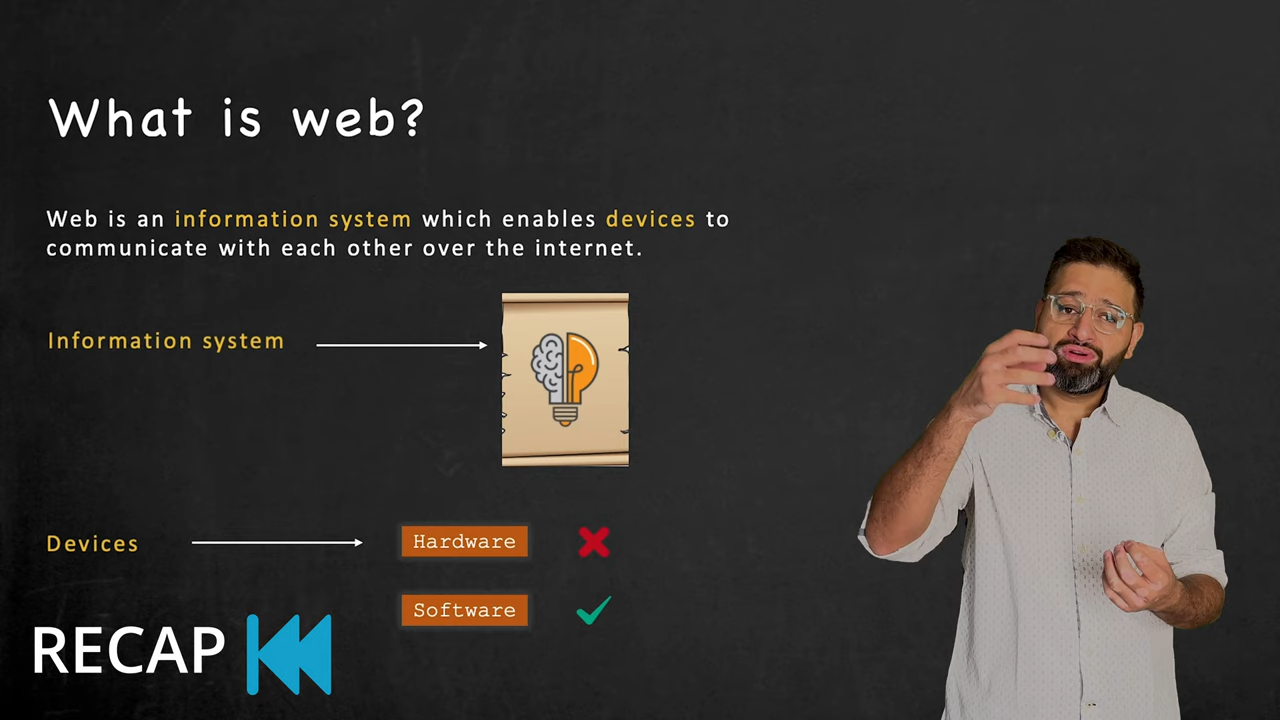 What is web?
Web is an information system which enables devices to
communicate with each other over the internet.
Information system
Devices
Hardware
Software
RECAP